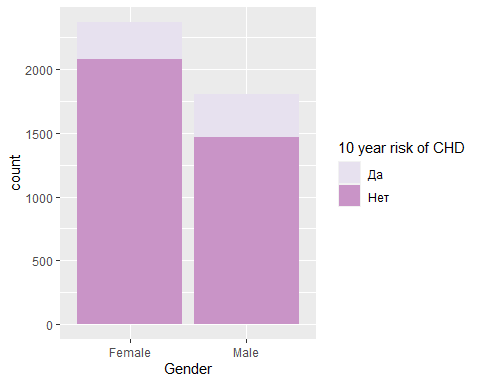 2000
1500
1000
500
0
count
Female
Male
Gender
10 year risk of CHD
Да
Нет